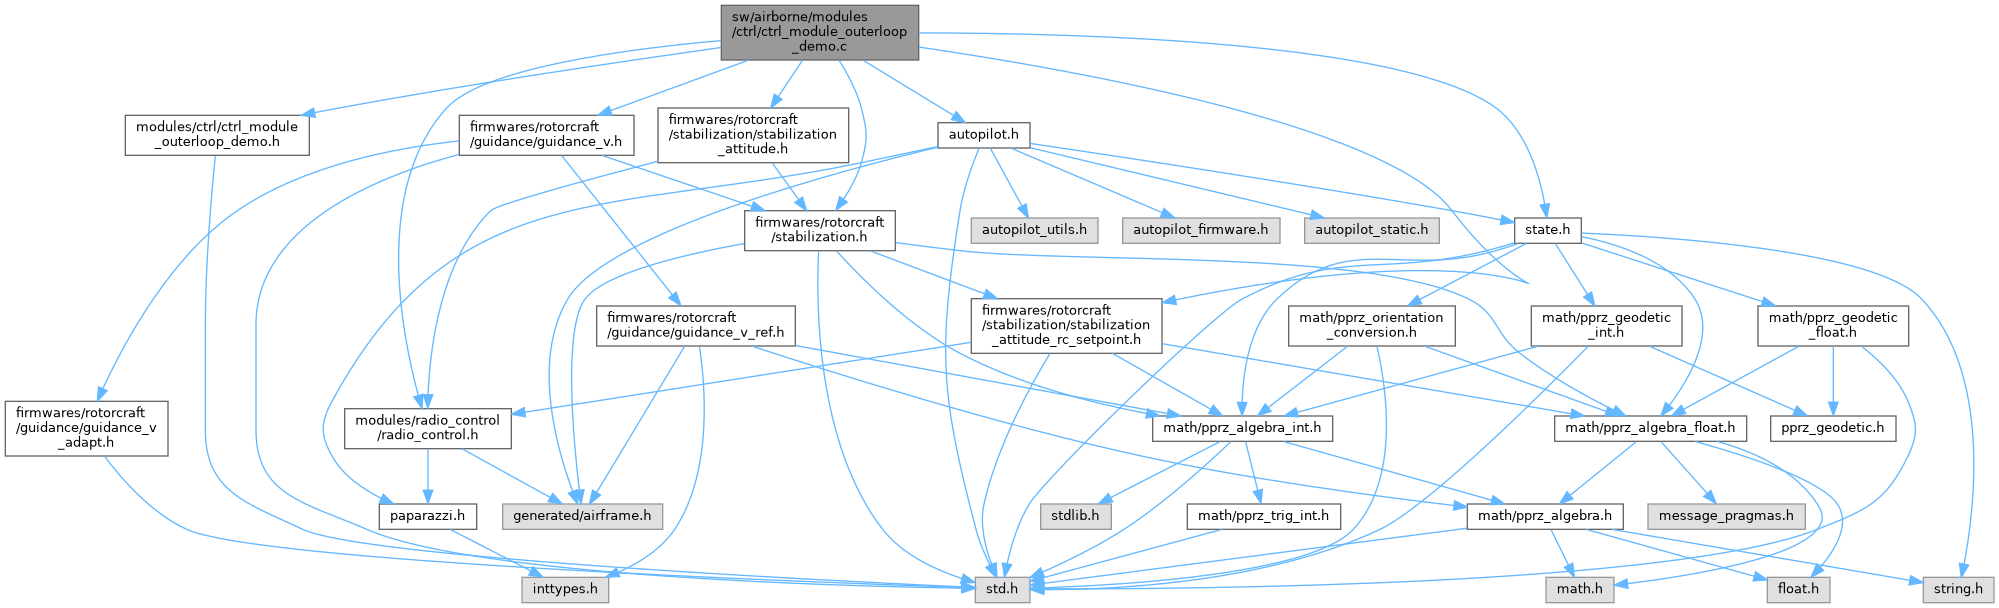 sw/airborne/modules
/ctrl/ctrl_module_outerloop
_demo.c
modules/ctrl/ctrl_module
_outerloop_demo.h
firmwares/rotorcraft
/guidance/guidance_v.h
firmwares/rotorcraft
/stabilization/stabilization
_attitude.h
autopilot.h
firmwares/rotorcraft
/stabilization.h
autopilot_utils.h
autopilot_firmware.h
autopilot_static.h
state.h
firmwares/rotorcraft
/guidance/guidance_v_ref.h
firmwares/rotorcraft
/stabilization/stabilization
_attitude_rc_setpoint.h
math/pprz_orientation
_conversion.h
math/pprz_geodetic
_int.h
math/pprz_geodetic
_float.h
firmwares/rotorcraft
/guidance/guidance_v
_adapt.h
modules/radio_control
/radio_control.h
math/pprz_algebra_int.h
math/pprz_algebra_float.h
pprz_geodetic.h
paparazzi.h
generated/airframe.h
stdlib.h
math/pprz_trig_int.h
math/pprz_algebra.h
message_pragmas.h
inttypes.h
std.h
math.h
float.h
string.h